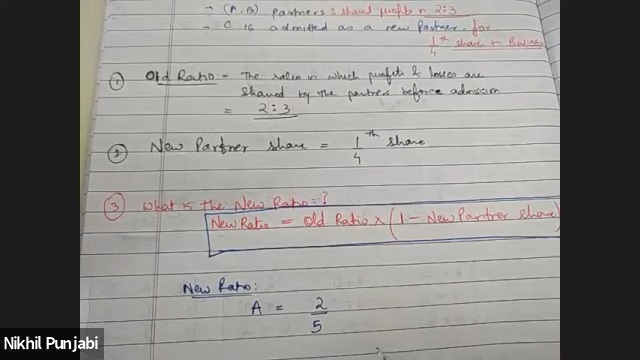 → (A, B) partners : shared profits in 2:3
→ C is admitted as a new Partner for
1/4th share in Business
① Old Ratio:- The ratio in which profits & losses are
shared by the partners before admission
= 2:3
② New Partner share = 1/4 th share
③ What is the New Ratio = ?
New Ratio = Old Ratio × (1 - New Partner share)
New Ratio:
A = 2/5
Nikhil Punjabi